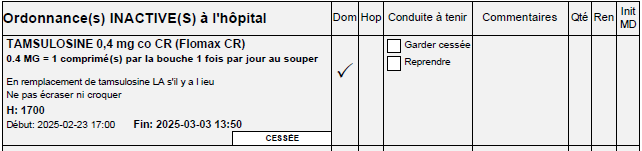 Ordonnance(s) INACTIVE(S) à l'hôpital Dom Hop Conduite à tenir Commentaires Qté Ren Init MD
TAMSULOSINE 0,4 mg co CR (Flomax CR)
0.4 MG = 1 comprimé(s) par la bouche 1 fois par jour au souper
En remplacement de tamsulosine LA s'il y a l ieu
Ne pas écraser ni croquer
H: 1700
Début: 2025-02-23 17:00 Fin: 2025-03-03 13:50
CESSÉE
✓
Garder cessée
Reprendre